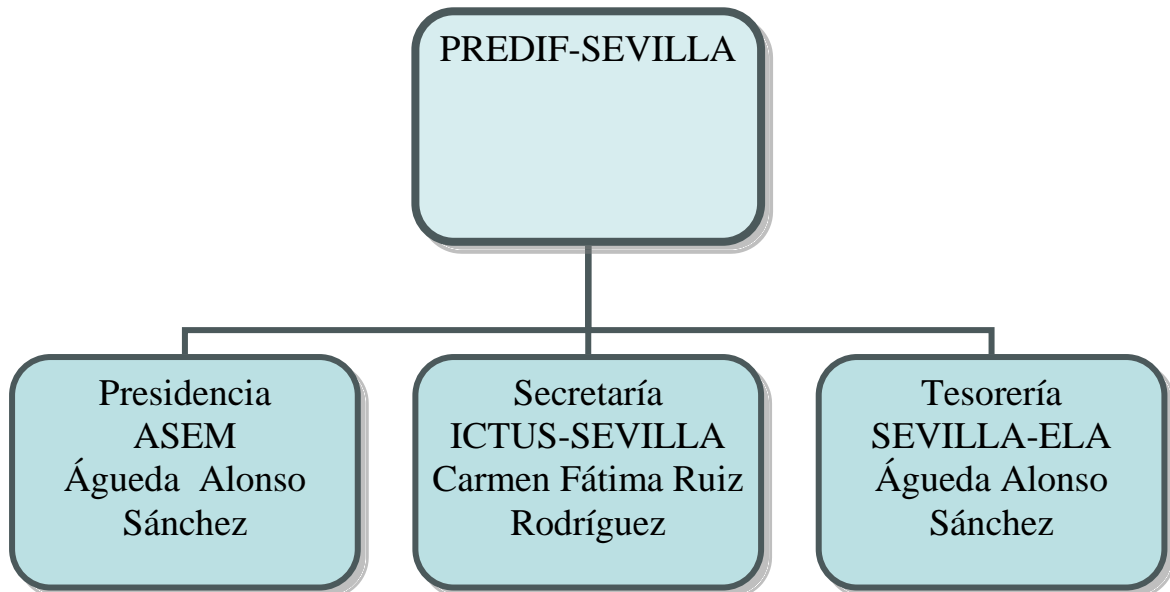 PREDIF-SEVILLA
Presidencia
ASEM
Águeda Alonso
Sánchez
Secretaría
ICTUS-SEVILLA
Carmen Fátima Ruiz
Rodríguez
Tesorería
SEVILLA-ELA
Águeda Alonso
Sánchez